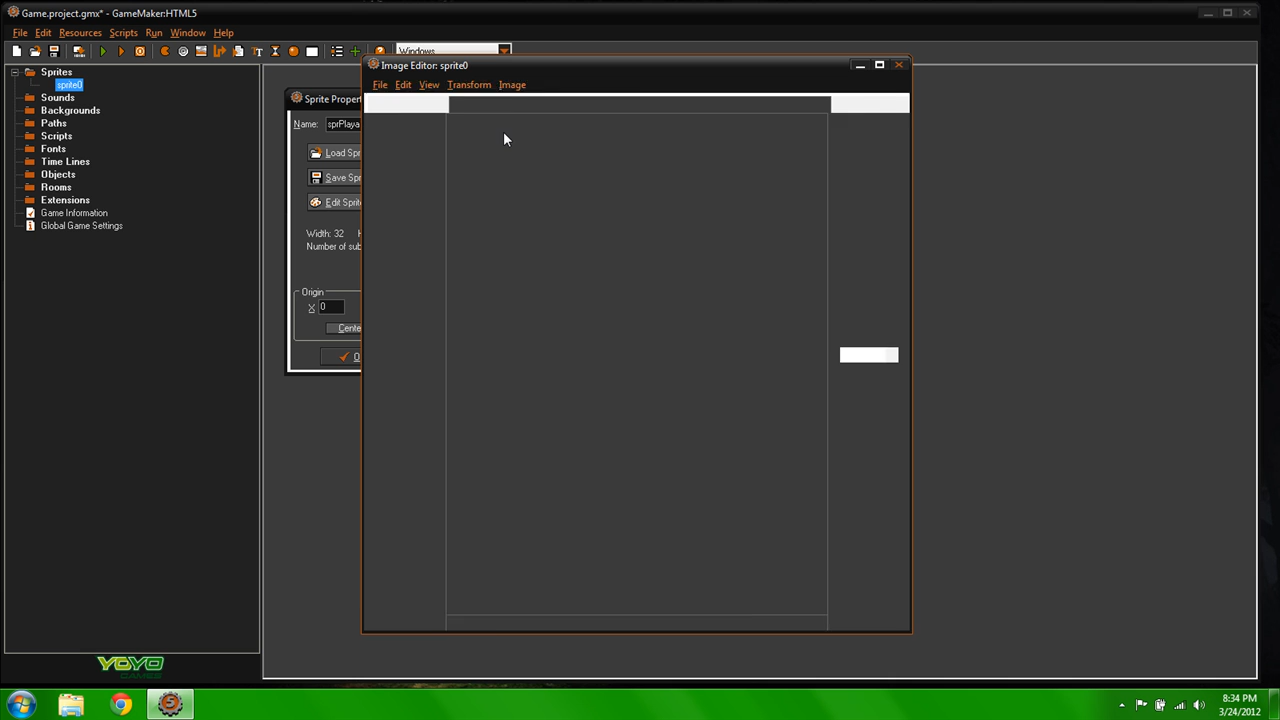 Game.project.gmx* - GameMaker:HTML5
File Edit Resources Scripts Run Window Help
Windows
Sprites
sprite0
Sounds
Backgrounds
Paths
Scripts
Fonts
Time Lines
Objects
Rooms
Extensions
Game Information
Global Game Settings
YOYO
GAMES
Sprite Propert
Name: sprPlaya
Load Spr
Save Spr
Edit Sprit
Width: 32 H
Number of sub
Origin
X 0
Cente
O
Image Editor: sprite0
File Edit View Transform Image
8:34 PM
3/24/2012